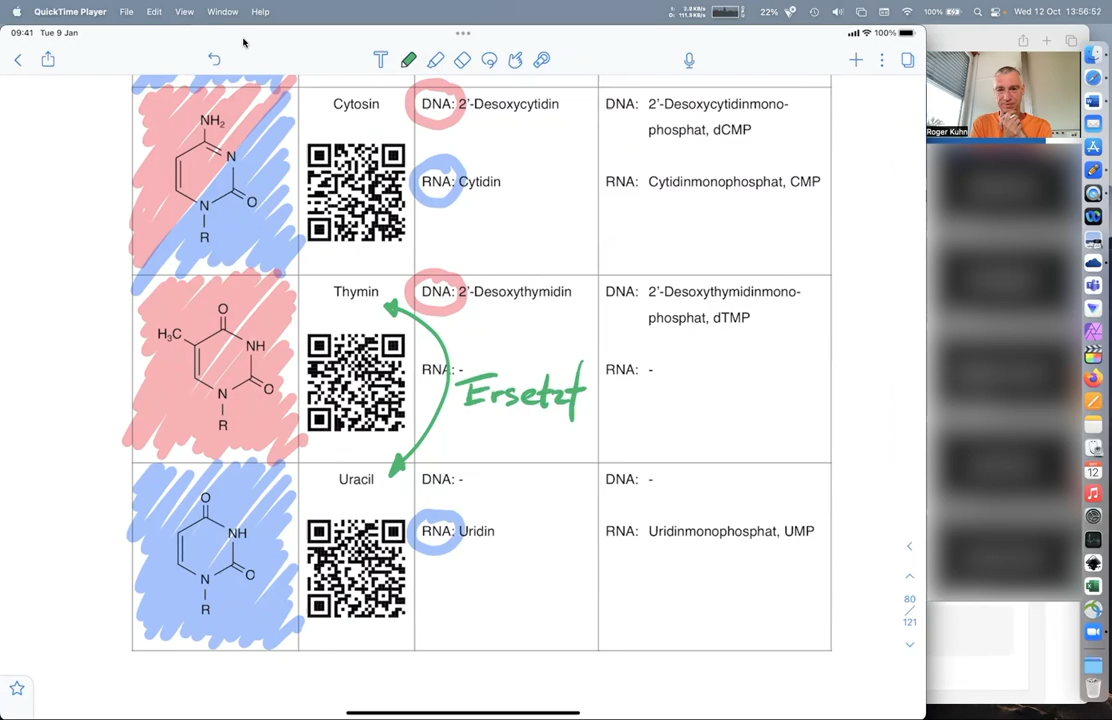 QuickTime Player File Edit View Window Help
22% 100% Wed 12 Oct 13:56:52
09:41 Tue 9 Jan 100%
Roger Kuhn
Cytosin
DNA: 2'-Desoxycytidin
RNA: Cytidin
DNA: 2'-Desoxycytidinmono-
phosphat, dCMP
RNA: Cytidinmonophosphat, CMP
NH₂
N
N
O
R
Thymin
DNA: 2'-Desoxythymidin
RNA: -
DNA: 2'-Desoxythymidinmono-
phosphat, dTMP
RNA: -
O
H₃C
NH
N
O
R
Ersetzt
Uracil
DNA: -
RNA: Uridin
DNA: -
RNA: Uridinmonophosphat, UMP
O
NH
N
O
R
80
121